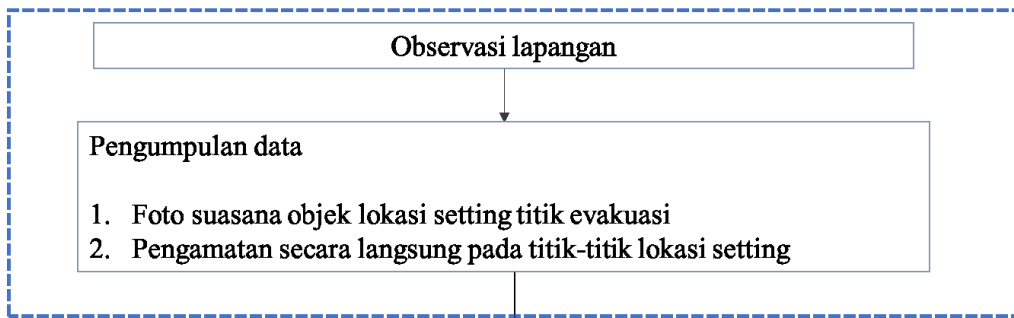 Observasi lapangan
Pengumpulan data
1. Foto suasana objek lokasi setting titik evakuasi
2. Pengamatan secara langsung pada titik-titik lokasi setting